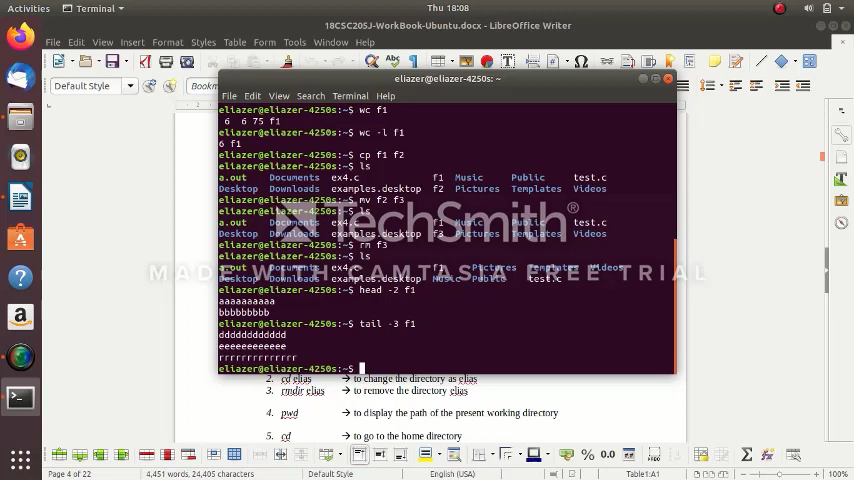 Activities Terminal Thu 18:08
18CSC205J-WorkBook-Ubuntu.docx - LibreOffice Writer
File Edit View Insert Format Styles Table Form Tools Window Help
Default Style
eliazer@eliazer-4250s: ~
File Edit View Search Terminal Help
eliazer@eliazer-4250s:~$ wc f1
6 6 75 f1
eliazer@eliazer-4250s:~$ wc -l f1
6 f1
eliazer@eliazer-4250s:~$ cp f1 f2
eliazer@eliazer-4250s:~$ ls
a.out Documents ex4.c f1 Music Public test.c
Desktop Downloads examples.desktop f2 Pictures Templates Videos
eliazer@eliazer-4250s:~$ mv f2 f3
eliazer@eliazer-4250s:~$ ls
a.out Documents ex4.c f1 Music Public test.c
Desktop Downloads examples.desktop f3 Pictures Templates Videos
eliazer@eliazer-4250s:~$ rm f3
eliazer@eliazer-4250s:~$ ls
a.out Documents ex4.c f1 Pictures Templates Videos
Desktop Downloads examples.desktop Music Public test.c
eliazer@eliazer-4250s:~$ head -2 f1
aaaaaaaaaa
bbbbbbbbb
eliazer@eliazer-4250s:~$ tail -3 f1
dddddddddddd
eeeeeeeeeeee
rrrrrrrrrrrrrr
eliazer@eliazer-4250s:~$
TechSmith®
MADE WITH CAMTASIA FREE TRIAL
2. cd elias → to change the directory as elias
3. rmdir elias → to remove the directory elias
4. pwd → to display the path of the present working directory
5. cd → to go to the home directory
Page 4 of 22 4,451 words, 24,405 characters Default Style English (USA) Table1:A1 100%